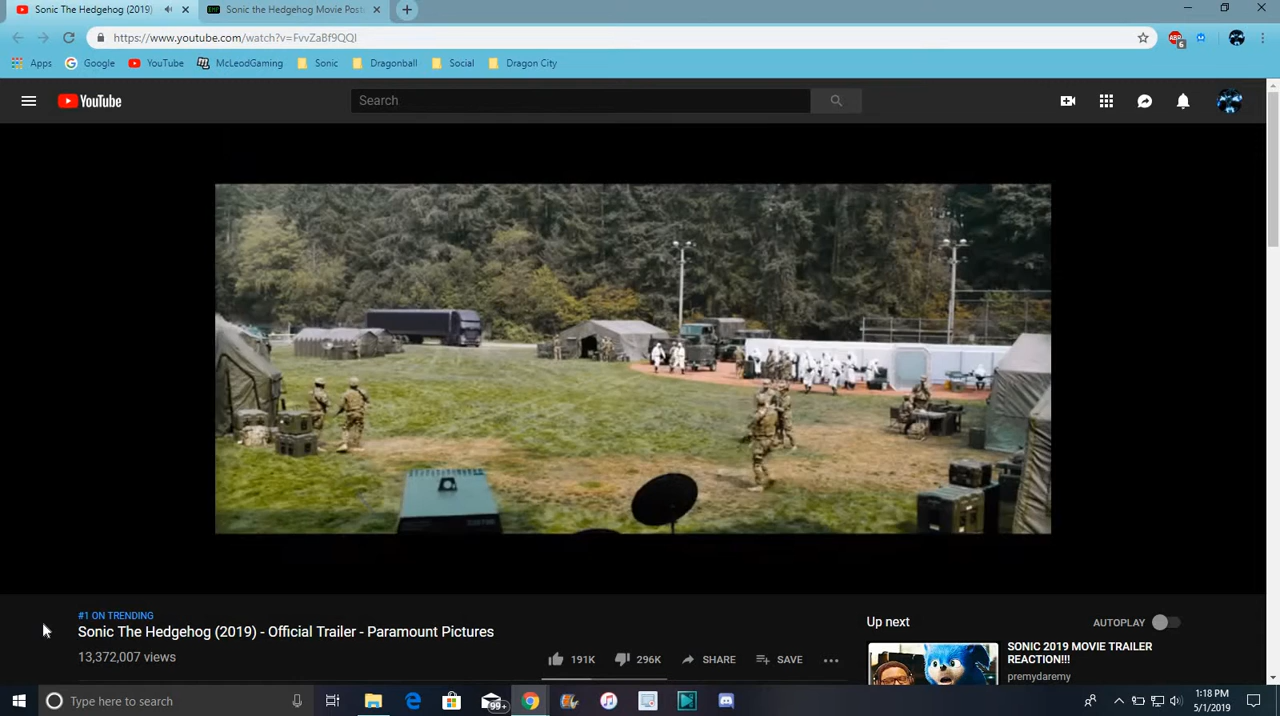 Sonic The Hedgehog (2019)
Sonic the Hedgehog Movie Post
https://www.youtube.com/watch?v=FvvZaBf9QQI
ABP
6
Apps
Google
YouTube
McLeodGaming
Sonic
Dragonball
Social
Dragon City
YouTube
Search
#1 ON TRENDING
Sonic The Hedgehog (2019) - Official Trailer - Paramount Pictures
13,372,007 views
191K
296K
SHARE
SAVE
Up next
AUTOPLAY
SONIC 2019 MOVIE TRAILER
REACTION!!!
premydaremy
Type here to search
99+
1:18 PM
5/1/2019